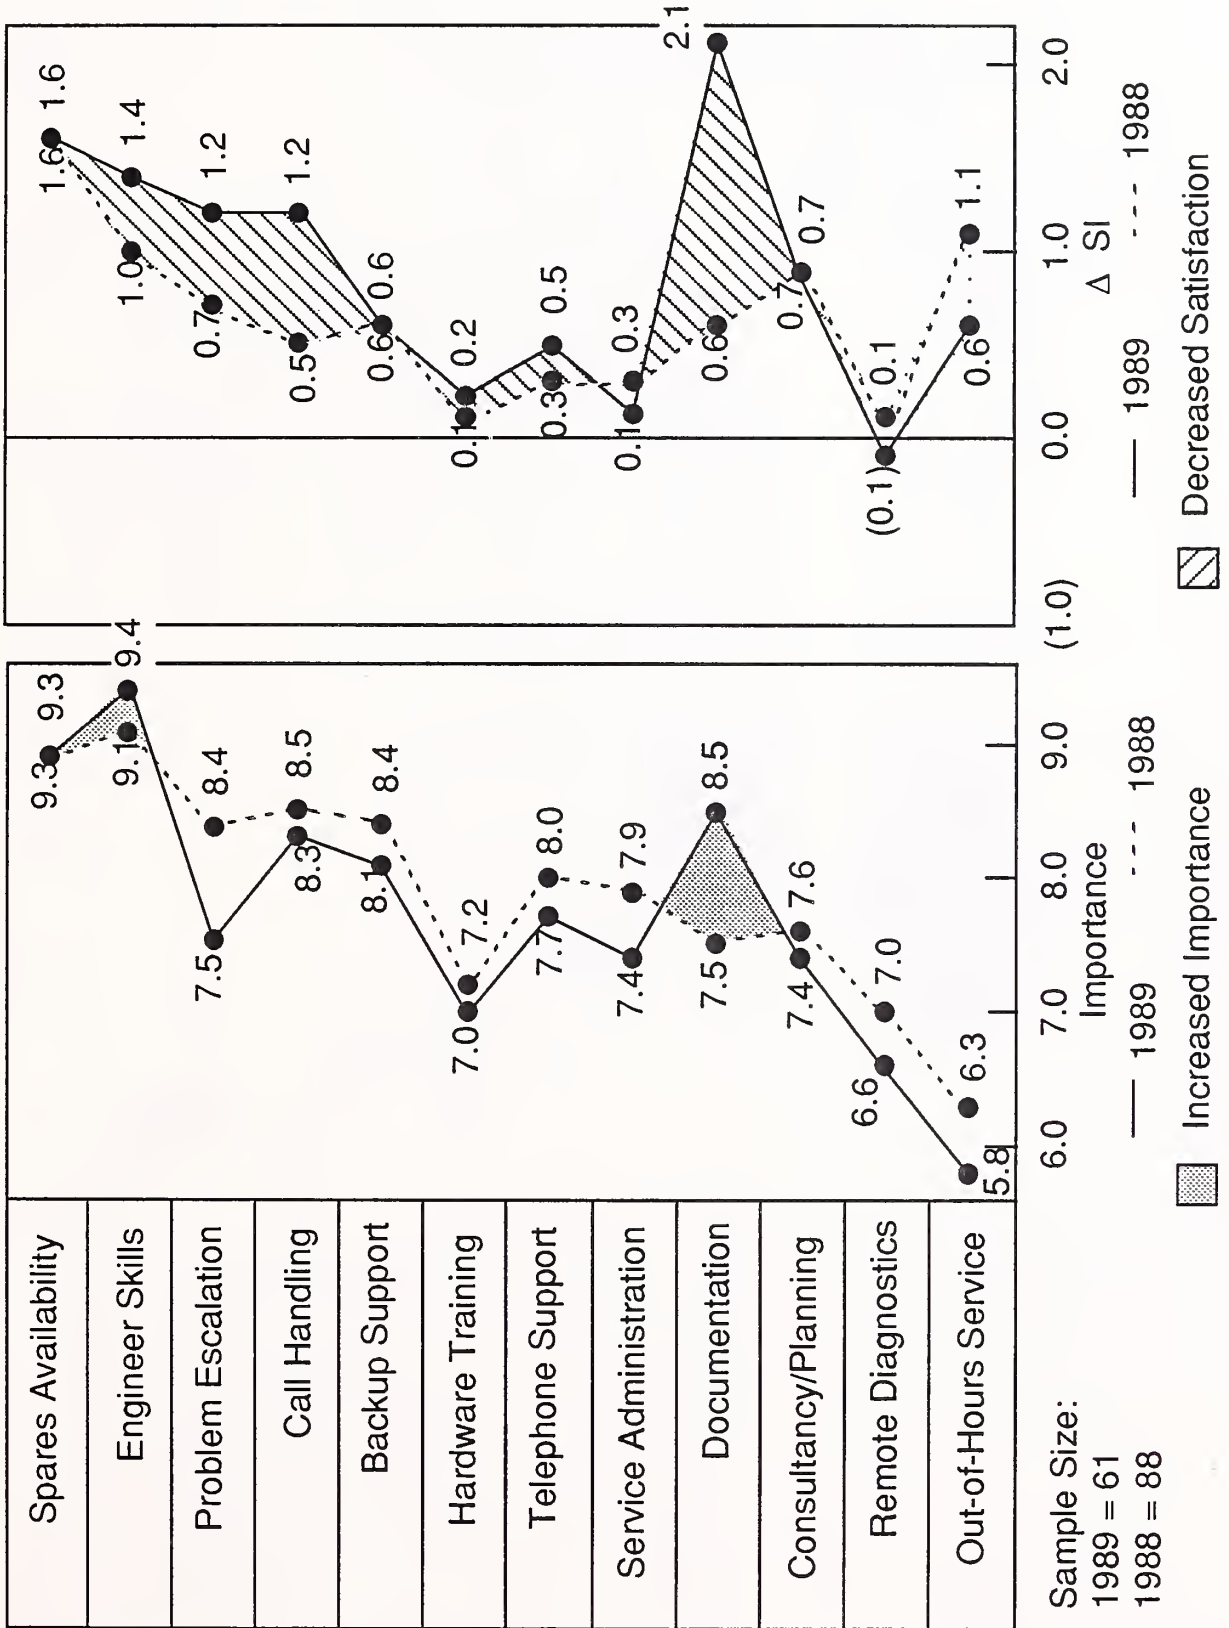 Spares Availability 9.3 9.3 1.6 1.6
Engineer Skills 9.1 9.4 1.0 1.4
Problem Escalation 7.5 8.4 0.7 1.2
Call Handling 8.3 8.5 0.5 1.2
Backup Support 8.1 8.4 0.6 0.6
Hardware Training 7.0 7.2 0.1 0.2
Telephone Support 7.7 8.0 0.3 0.5
Service Administration 7.4 7.9 0.1 0.3
Documentation 7.5 8.5 0.6 2.1
Consultancy/Planning 7.4 7.6 0.7 0.7
Remote Diagnostics 6.6 7.0 (0.1) 0.1
Out-of-Hours Service 5.8 6.3 0.6 1.1
Sample Size:
1989 = 61
1988 = 88
6.0 7.0 8.0 9.0
Importance
1989 1988
Increased Importance
(1.0) 0.0 1.0 2.0
Δ SI
1989 1988
Decreased Satisfaction